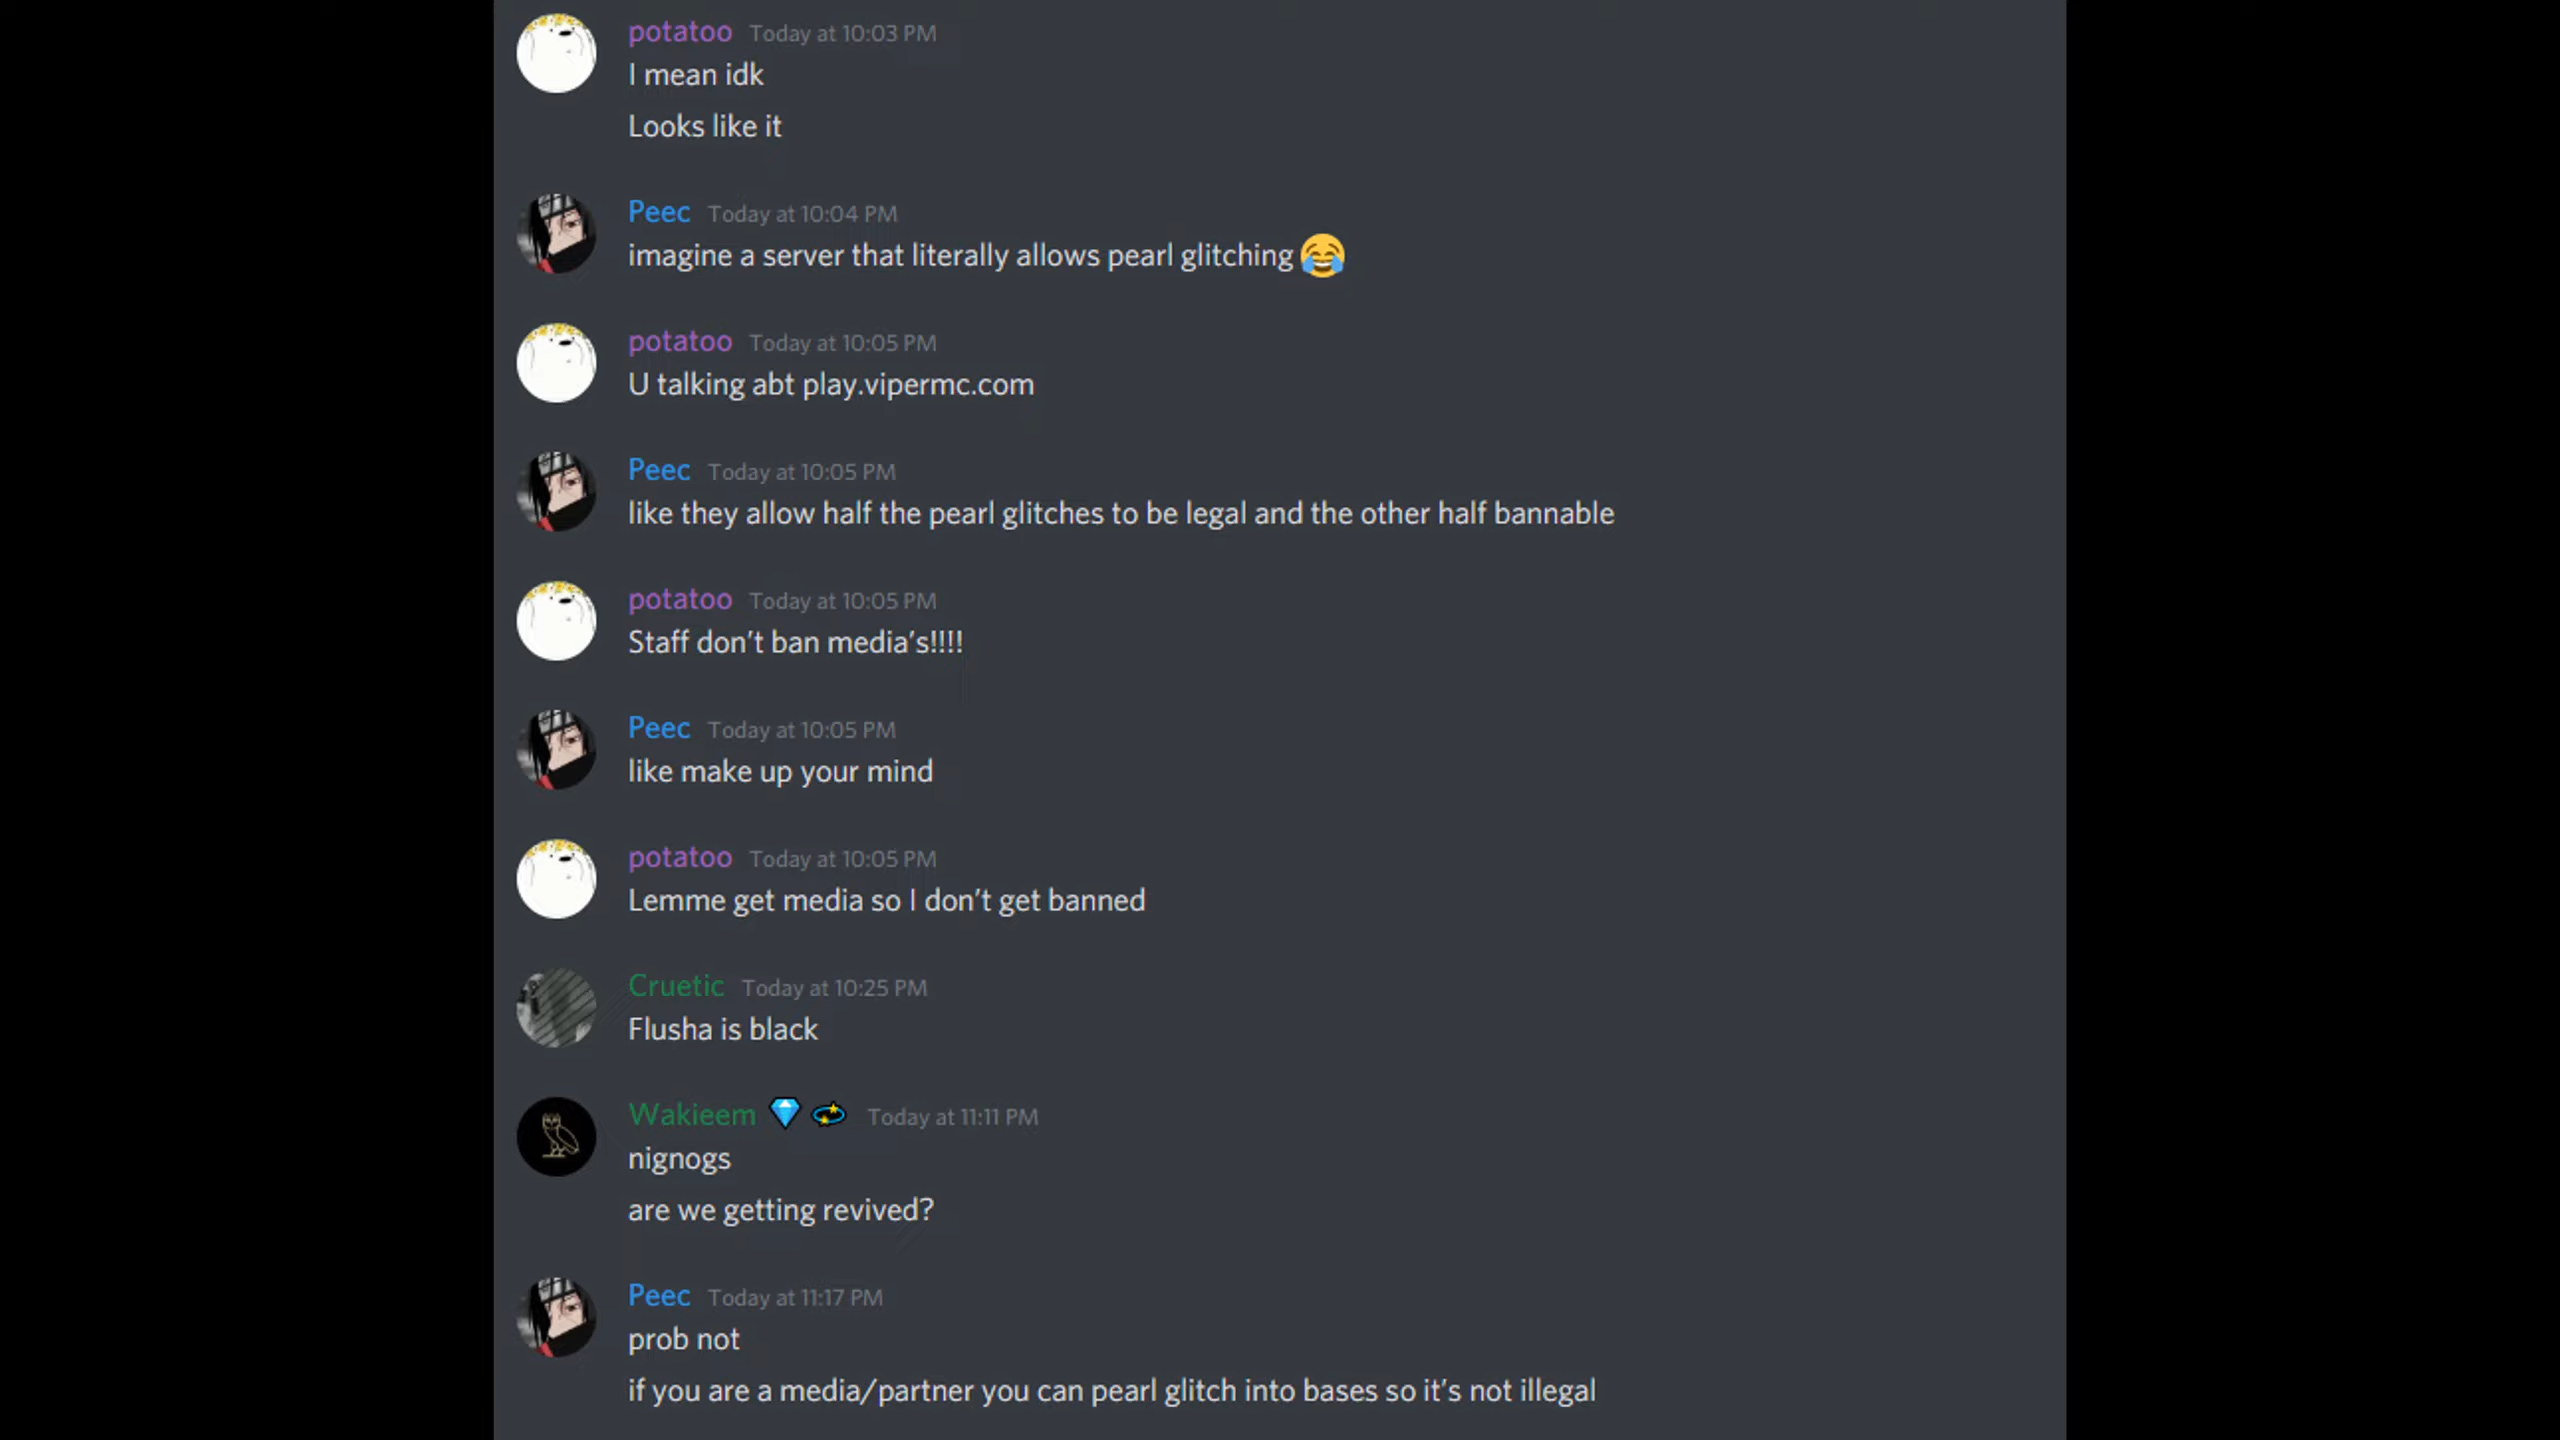 potatoo Today at 10:03 PM
I mean idk
Looks like it
Peec Today at 10:04 PM
imagine a server that literally allows pearl glitching 😂
potatoo Today at 10:05 PM
U talking abt play.vipermc.com
Peec Today at 10:05 PM
like they allow half the pearl glitches to be legal and the other half bannable
potatoo Today at 10:05 PM
Staff don’t ban media’s!!!!
Peec Today at 10:05 PM
like make up your mind
potatoo Today at 10:05 PM
Lemme get media so I don’t get banned
Cruetic Today at 10:25 PM
Flusha is black
Wakieem 💎 💫 Today at 11:11 PM
nignogs
are we getting revived?
Peec Today at 11:17 PM
prob not
if you are a media/partner you can pearl glitch into bases so it’s not illegal